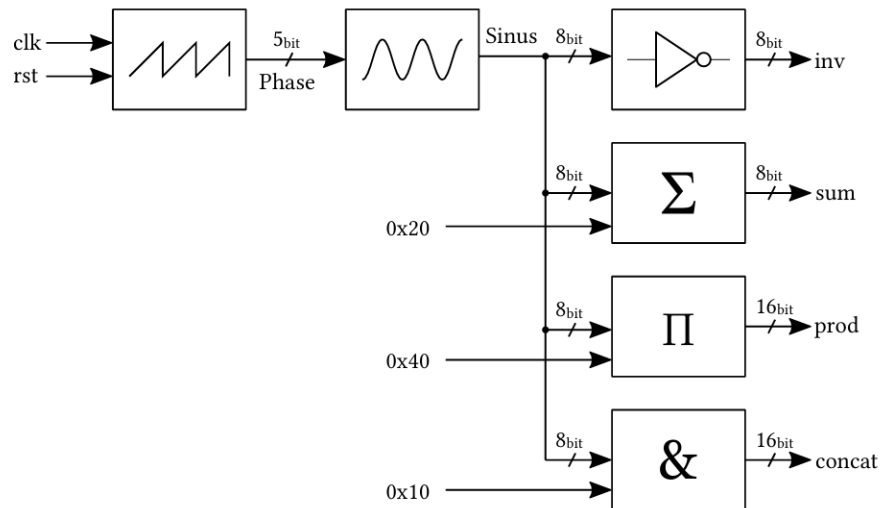 clk
rst
5bit
Phase
Sinus
8bit
8bit
inv
8bit
Σ
8bit
sum
0x20
8bit
Π
16bit
prod
0x40
8bit
&
16bit
concat
0x10